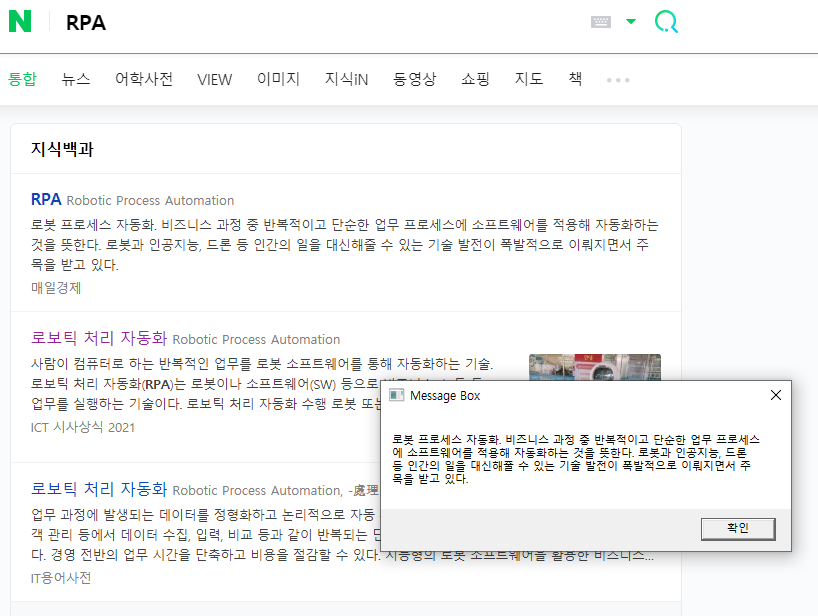 N RPA
통합 뉴스 어학사전 VIEW 이미지 지식iN 동영상 쇼핑 지도 책
지식백과
RPA Robotic Process Automation
로봇 프로세스 자동화. 비즈니스 과정 중 반복적이고 단순한 업무 프로세스에 소프트웨어를 적용해 자동화하는
것을 뜻한다. 로봇과 인공지능, 드론 등 인간의 일을 대신해줄 수 있는 기술 발전이 폭발적으로 이뤄지면서 주
목을 받고 있다.
매일경제
로보틱 처리 자동화 Robotic Process Automation
사람이 컴퓨터로 하는 반복적인 업무를 로봇 소프트웨어를 통해 자동화하는 기술.
로보틱 처리 자동화(RPA)는 로봇이나 소프트웨어(SW) 등으로
업무를 실행하는 기술이다. 로보틱 처리 자동화 수행 로봇 또는
ICT 시사상식 2021
로보틱 처리 자동화 Robotic Process Automation, -處理
업무 과정에 발생되는 데이터를 정형화하고 논리적으로 자동
객 관리 등에서 데이터 수집, 입력, 비교 등과 같이 반복되는 단
다. 경영 전반의 업무 시간을 단축하고 비용을 절감할 수 있다. 지능형의 로봇 소프트웨어를 활용한 비즈니스...
IT용어사전
Message Box
로봇 프로세스 자동화. 비즈니스 과정 중 반복적이고 단순한 업무 프로세스
에 소프트웨어를 적용해 자동화하는 것을 뜻한다. 로봇과 인공지능, 드론
등 인간의 일을 대신해줄 수 있는 기술 발전이 폭발적으로 이뤄지면서 주
목을 받고 있다.
확인